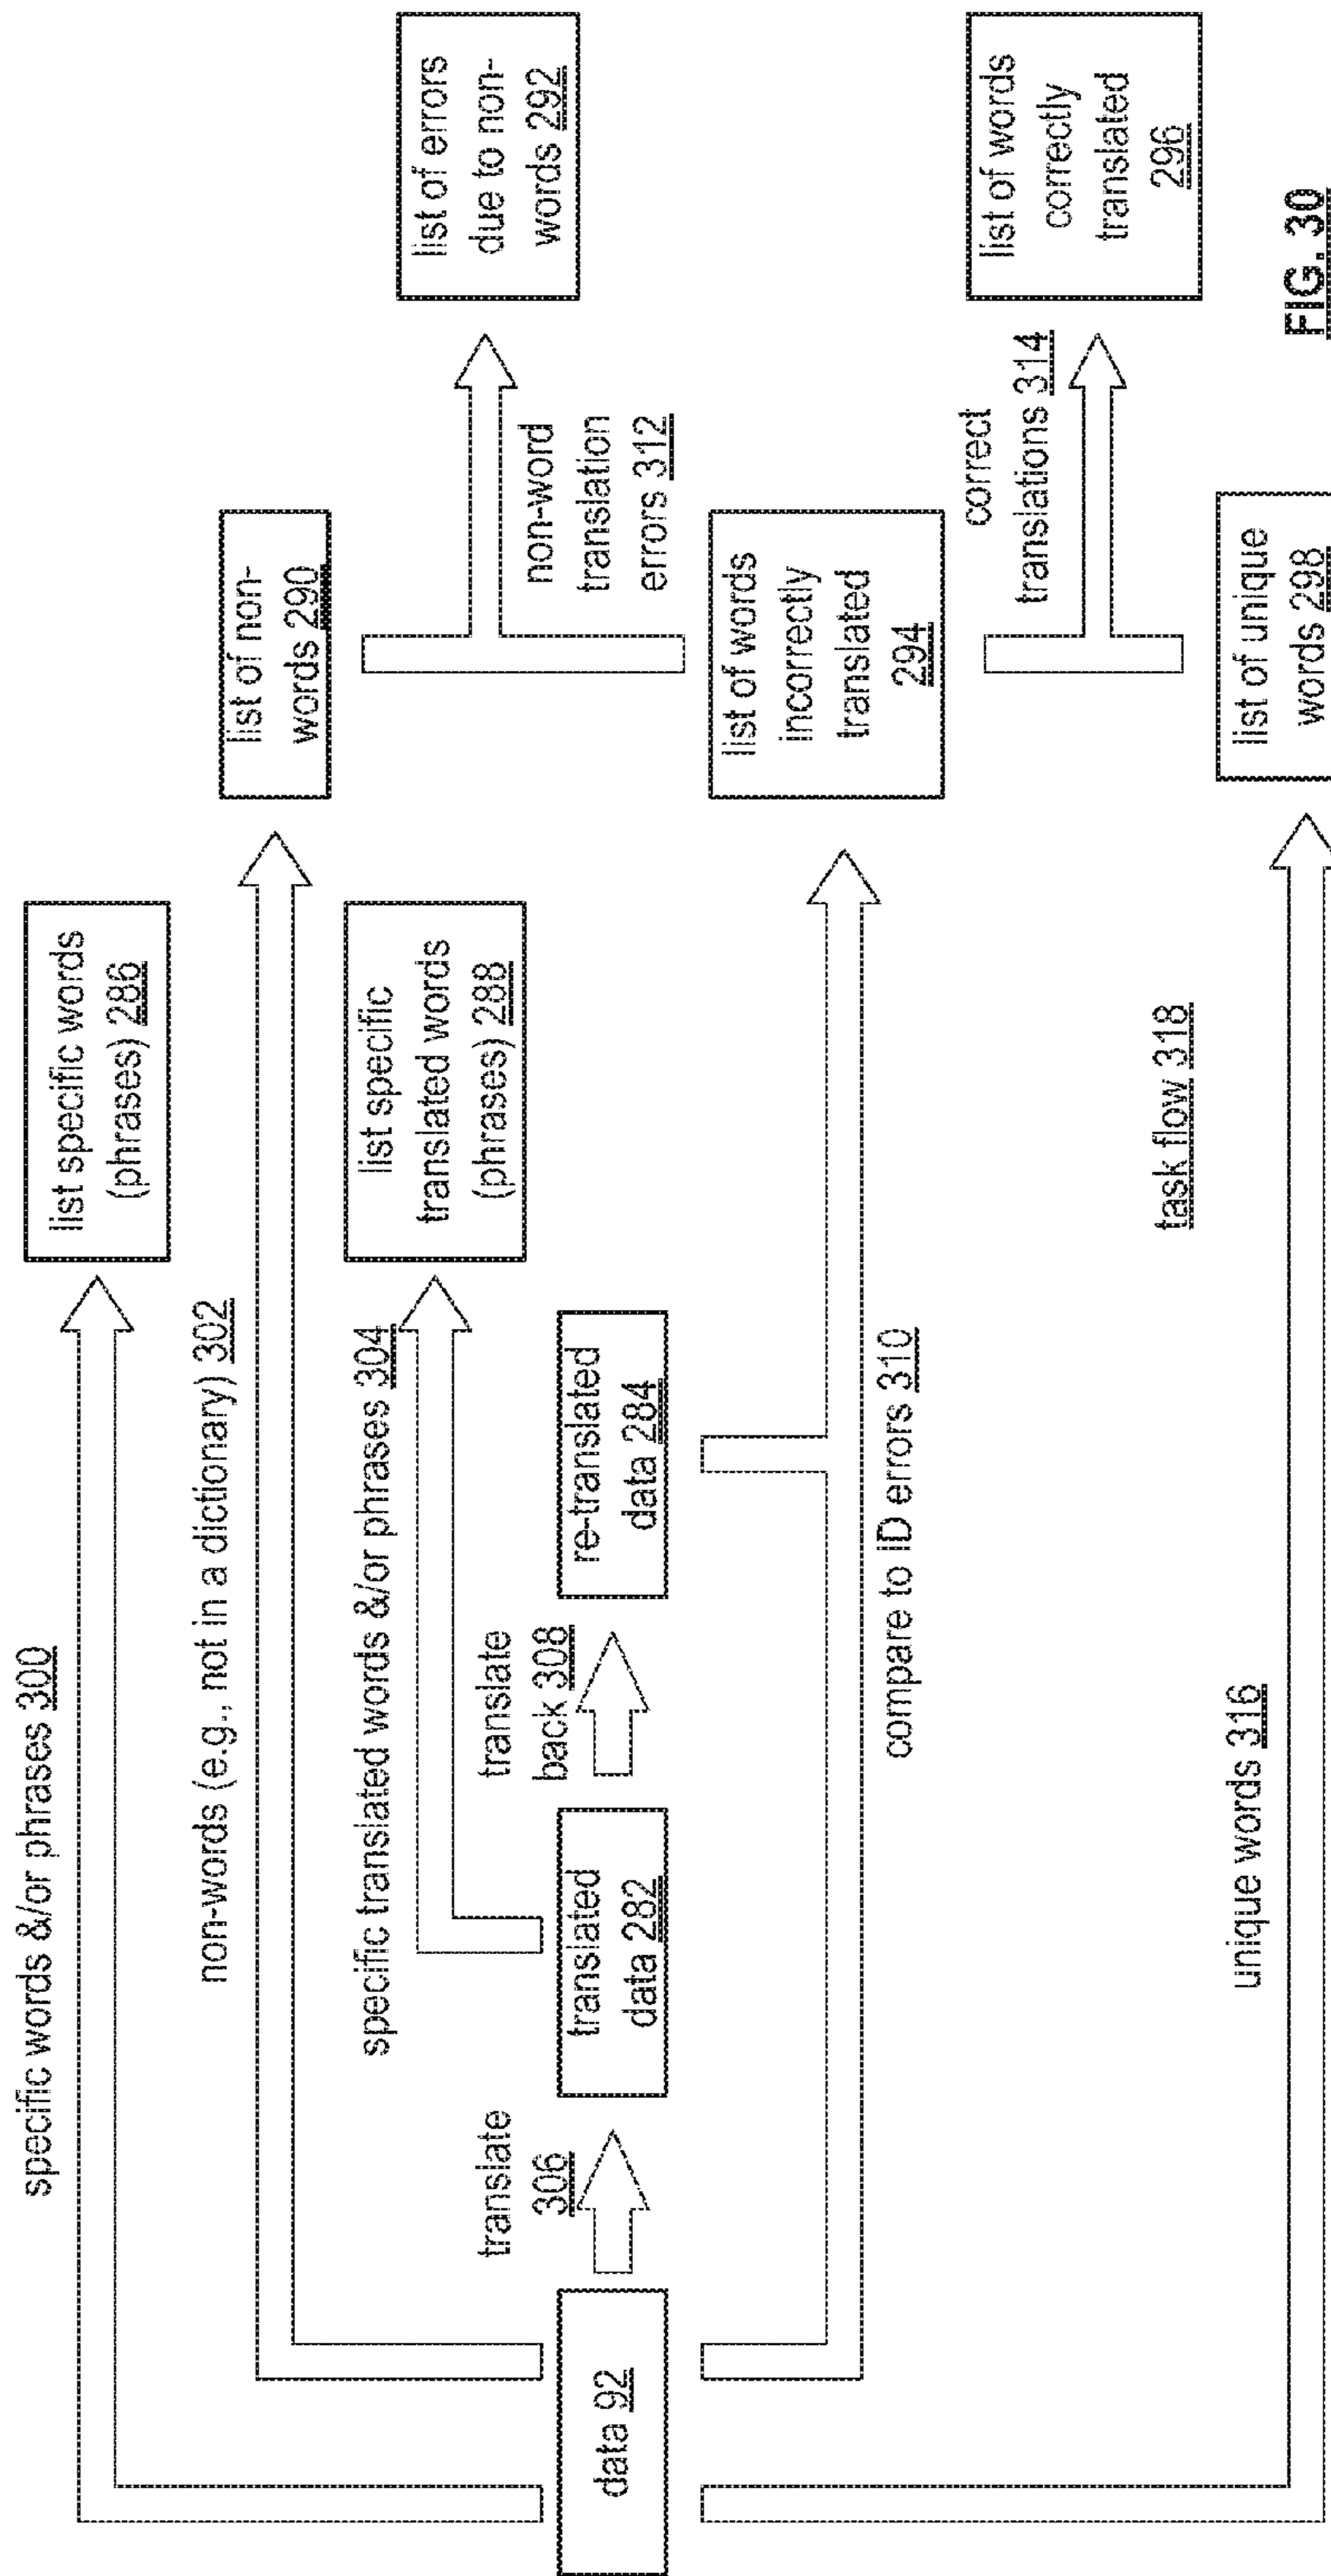 specific words &/or phrases 300
list specific words
(phrases) 286
non-words (e.g., not in a dictionary) 302
list of non-
words 290
specific translated words &/or phrases 304
list specific
translated words
(phrases) 288
list of errors
due to non-
words 292
non-word
translation
errors 312
data 92
translate
306
translated
data 282
translate
back 308
re-translated
data 284
compare to ID errors 310
list of words
incorrectly
translated
294
correct
translations 314
list of words
correctly
translated
296
task flow 318
unique words 316
list of unique
words 298
FIG. 30